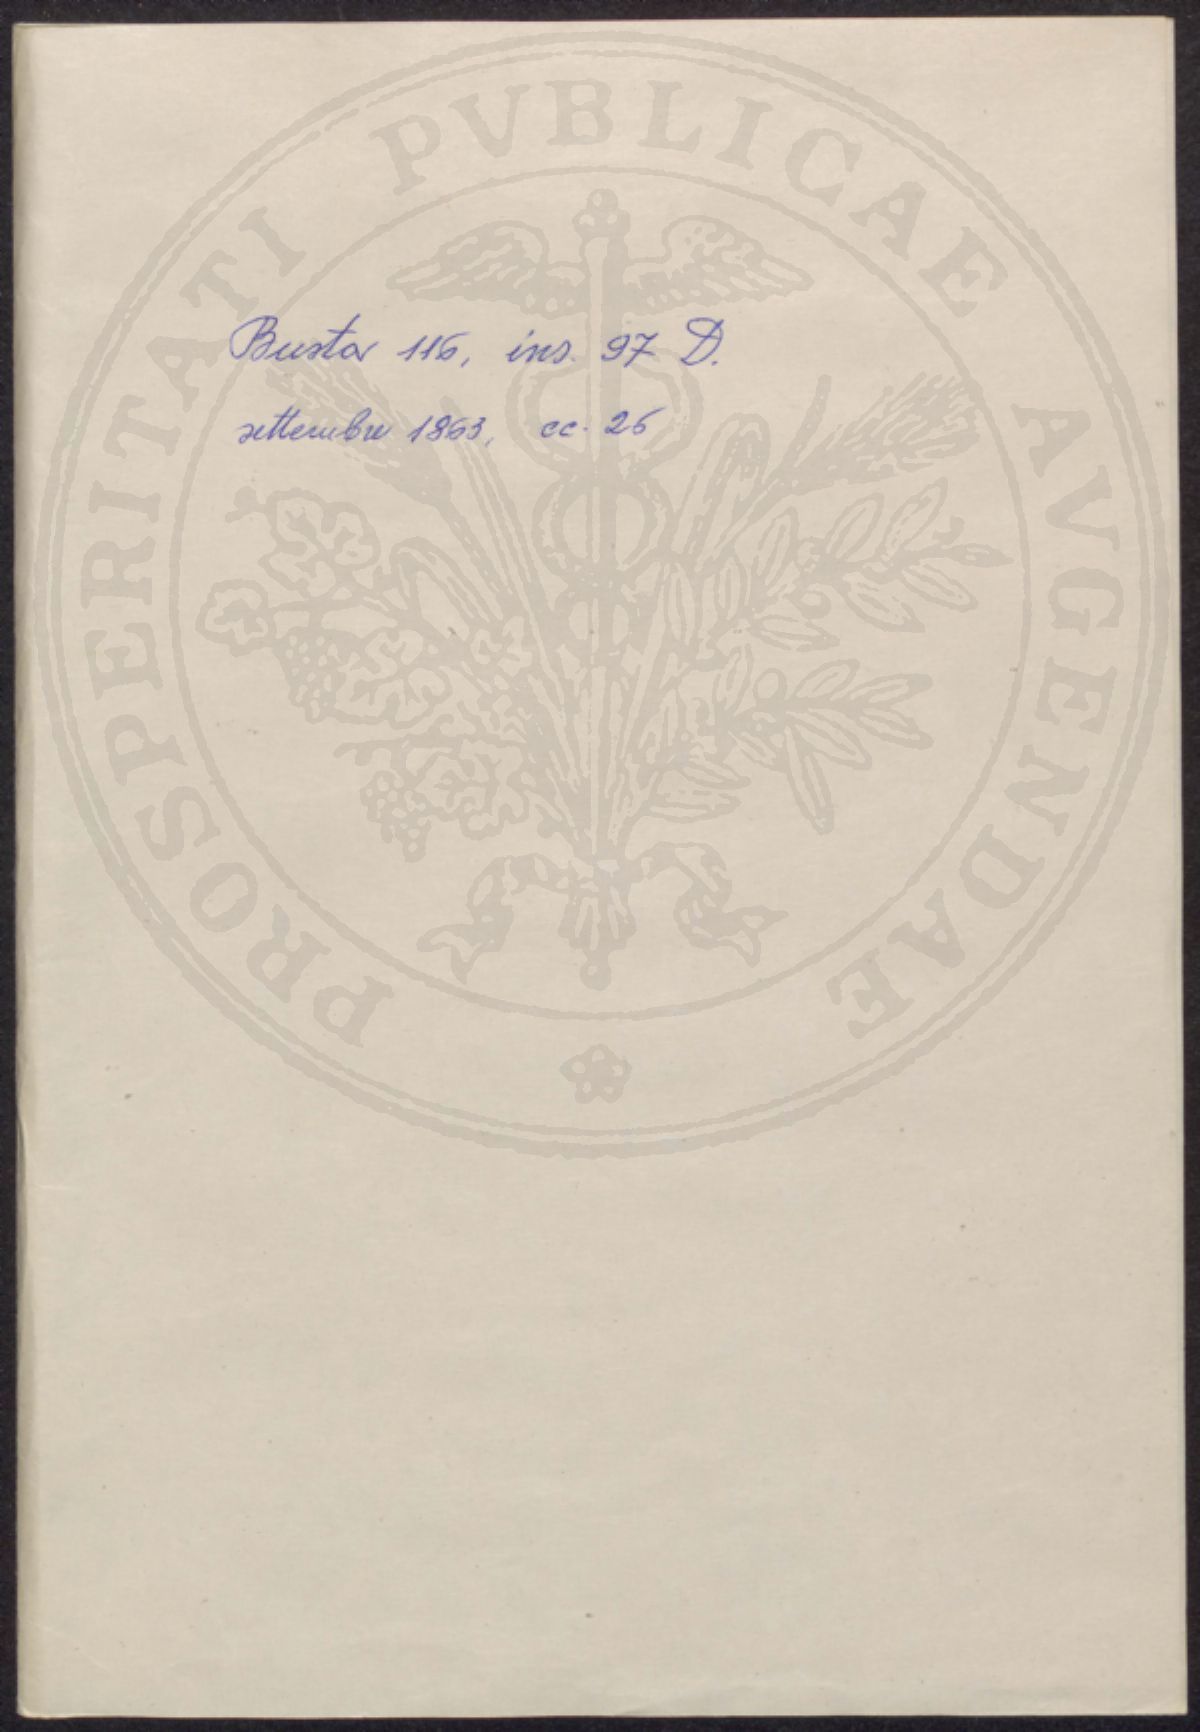 PROSPERITATI PVBLICAE AVGENDAE
Busta 116, ins. 97 D.
settembre 1863, cc. 26